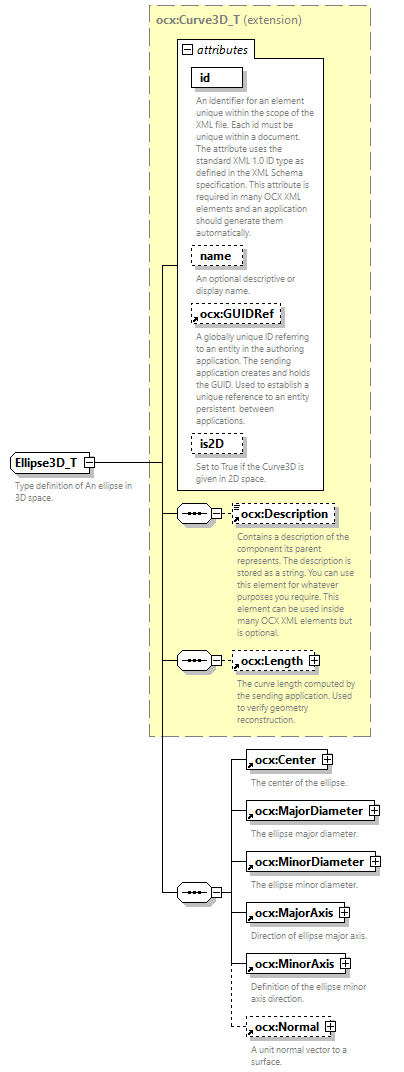 ocx:Curve3D_T (extension)
attributes
id
An identifier for an element
unique within the scope of the
XML file. Each id must be
unique within a document.
The attribute uses the
standard XML 1.0 ID type as
defined in the XML Schema
specification. This attribute is
required in many OCX XML
elements and an application
should generate them
automatically.
name
An optional descriptive or
display name.
ocx:GUIDRef
A globally unique ID referring
to an entity in the authoring
application. The sending
application creates and holds
the GUID. Used to establish a
unique reference to an entity
persistent  between
applications.
is2D
Set to True if the Curve3D is
given in 2D space.
Ellipse3D_T
Type definition of An ellipse in
3D space.
ocx:Description
Contains a description of the
component its parent
represents. The description is
stored as a string. You can use
this element for whatever
purposes you require. This
element can be used inside
many OCX XML elements but
is optional.
ocx:Length
The curve length computed by
the sending application. Used
to verify geometry
reconstruction.
ocx:Center
The center of the ellipse.
ocx:MajorDiameter
The ellipse major diameter.
ocx:MinorDiameter
The ellipse minor diameter.
ocx:MajorAxis
Direction of ellipse major axis.
ocx:MinorAxis
Definition of the ellipse minor
axis direction.
ocx:Normal
A unit normal vector to a
surface.